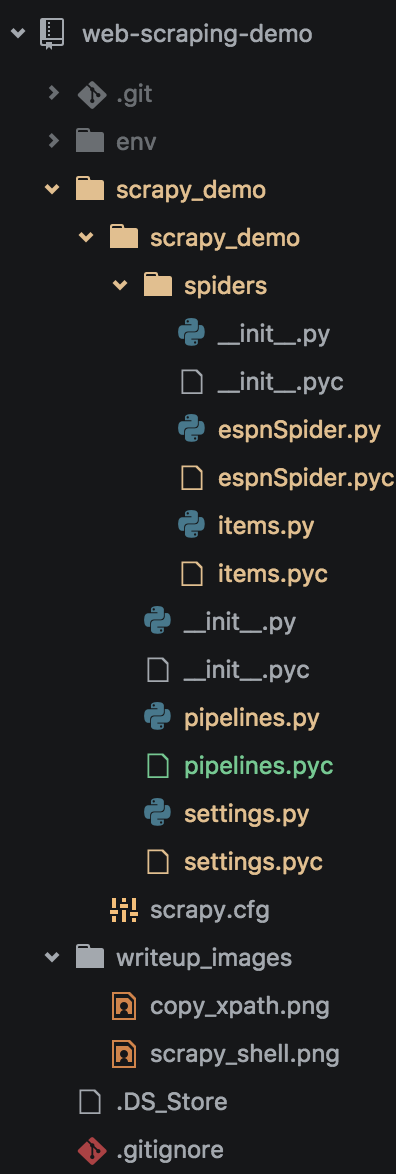 web-scraping-demo
.git
env
scrapy_demo
scrapy_demo
spiders
__init__.py
__init__.pyc
espnSpider.py
espnSpider.pyc
items.py
items.pyc
__init__.py
__init__.pyc
pipelines.py
pipelines.pyc
settings.py
settings.pyc
scrapy.cfg
writeup_images
copy_xpath.png
scrapy_shell.png
.DS_Store
.gitignore